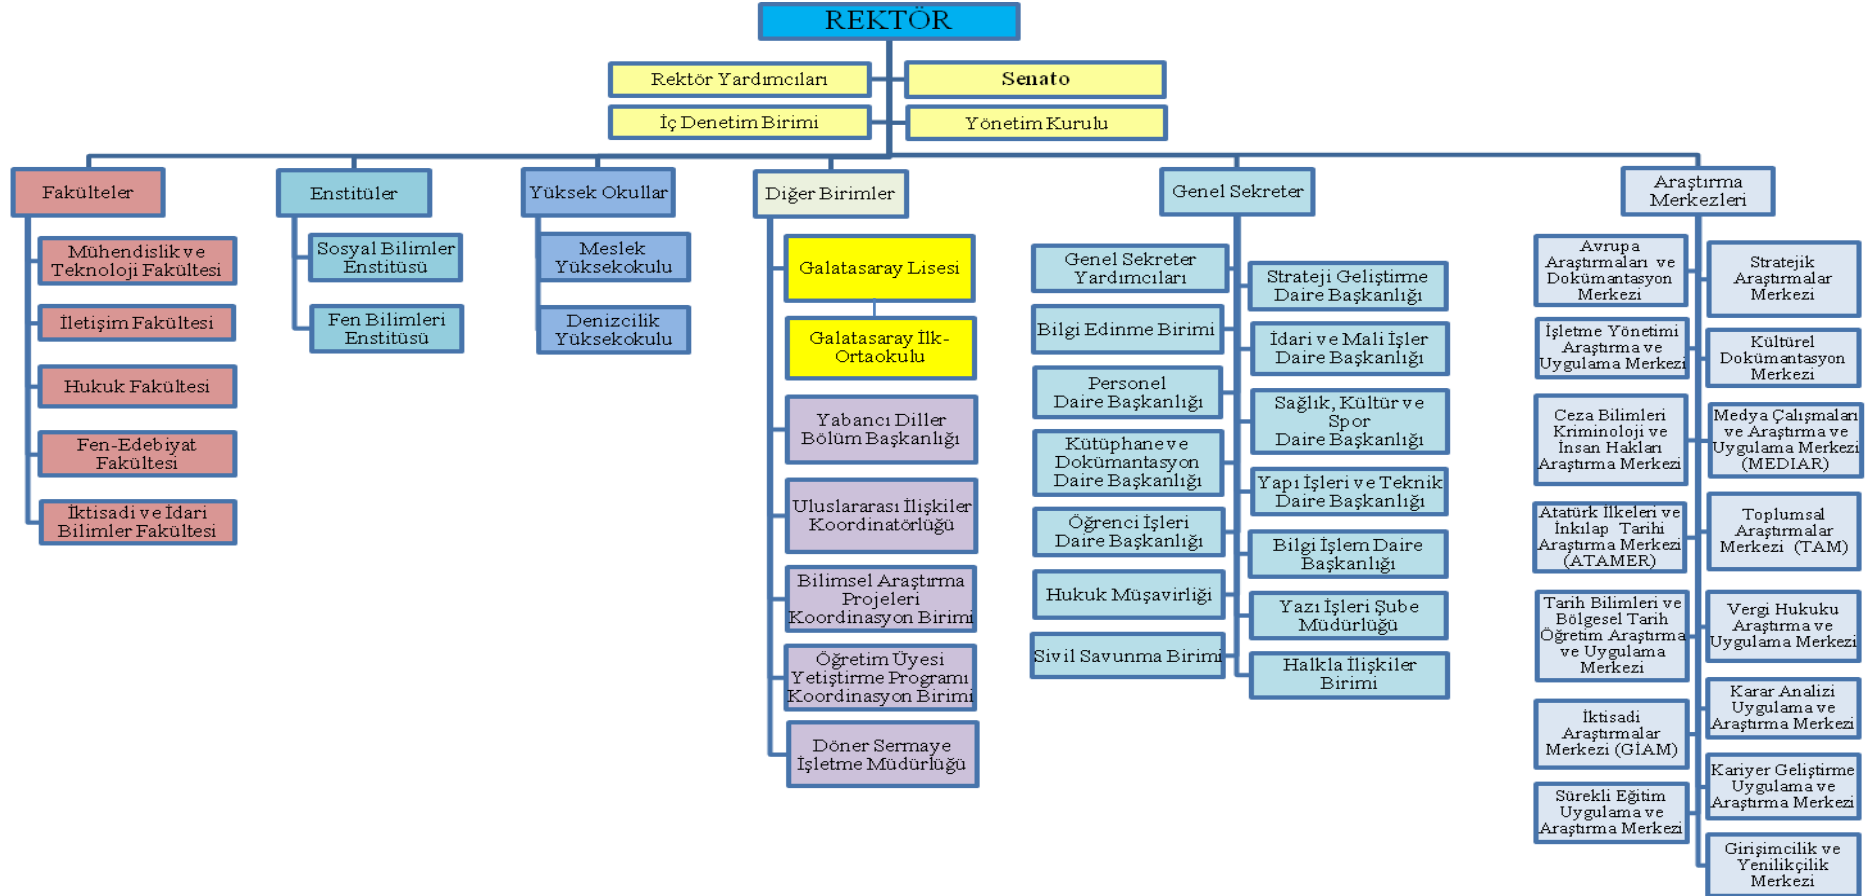 REKTÖR
Rektör Yardımcıları
Senato
İç Denetim Birimi
Yönetim Kurulu
Fakülteler
Mühendislik ve
Teknoloji Fakültesi
İletişim Fakültesi
Hukuk Fakültesi
Fen-Edebiyat
Fakültesi
İktisadi ve İdari
Bilimler Fakültesi
Enstitüler
Sosyal Bilimler
Enstitüsü
Fen Bilimleri
Enstitüsü
Yüksek Okullar
Meslek
Yüksekokulu
Denizcilik
Yüksekokulu
Diğer Birimler
Galatasaray Lisesi
Galatasaray İlk-
Ortaokulu
Yabancı Diller
Bölüm Başkanlığı
Uluslararası İlişkiler
Koordinatörlüğü
Bilimsel Araştırma
Projeleri
Koordinasyon Birimi
Öğretim Üyesi
Yetiştirme Programı
Koordinasyon Birimi
Döner Sermaye
İşletme Müdürlüğü
Genel Sekreter
Genel Sekreter
Yardımcıları
Bilgi Edinme Birimi
Personel
Daire Başkanlığı
Kütüphane ve
Dokümantasyon
Daire Başkanlığı
Öğrenci İşleri
Daire Başkanlığı
Hukuk Müşavirliği
Sivil Savunma Birimi
Strateji Geliştirme
Daire Başkanlığı
İdari ve Mali İşler
Daire Başkanlığı
Sağlık, Kültür ve
Spor
Daire Başkanlığı
Yapı İşleri ve Teknik
Daire Başkanlığı
Bilgi İşlem Daire
Başkanlığı
Yazı İşleri Şube
Müdürlüğü
Halkla İlişkiler
Birimi
Araştırma
Merkezleri
Avrupa
Araştırmaları ve
Dokümantasyon
Merkezi
İşletme Yönetimi
Araştırma ve
Uygulama Merkezi
Ceza Bilimleri
Kriminoloji ve
İnsan Hakları
Araştırma Merkezi
Atatürk İlkeleri ve
İnkılap Tarihi
Araştırma Merkezi
(ATAMER)
Tarih Bilimleri ve
Bölgesel Tarih
Öğretim Araştırma
ve Uygulama
Merkezi
İktisadi
Araştırmalar
Merkezi (GİAM)
Sürekli Eğitim
Uygulama ve
Araştırma Merkezi
Stratejik
Araştırmalar
Merkezi
Kültürel
Dokümantasyon
Merkezi
Medya Çalışmaları
ve Araştırma ve
Uygulama Merkezi
(MEDIAR)
Toplumsal
Araştırmalar
Merkezi (TAM)
Vergi Hukuku
Araştırma ve
Uygulama Merkezi
Karar Analizi
Uygulama ve
Araştırma Merkezi
Kariyer Geliştirme
Uygulama ve
Araştırma Merkezi
Girişimcilik ve
Yenilikçilik
Merkezi